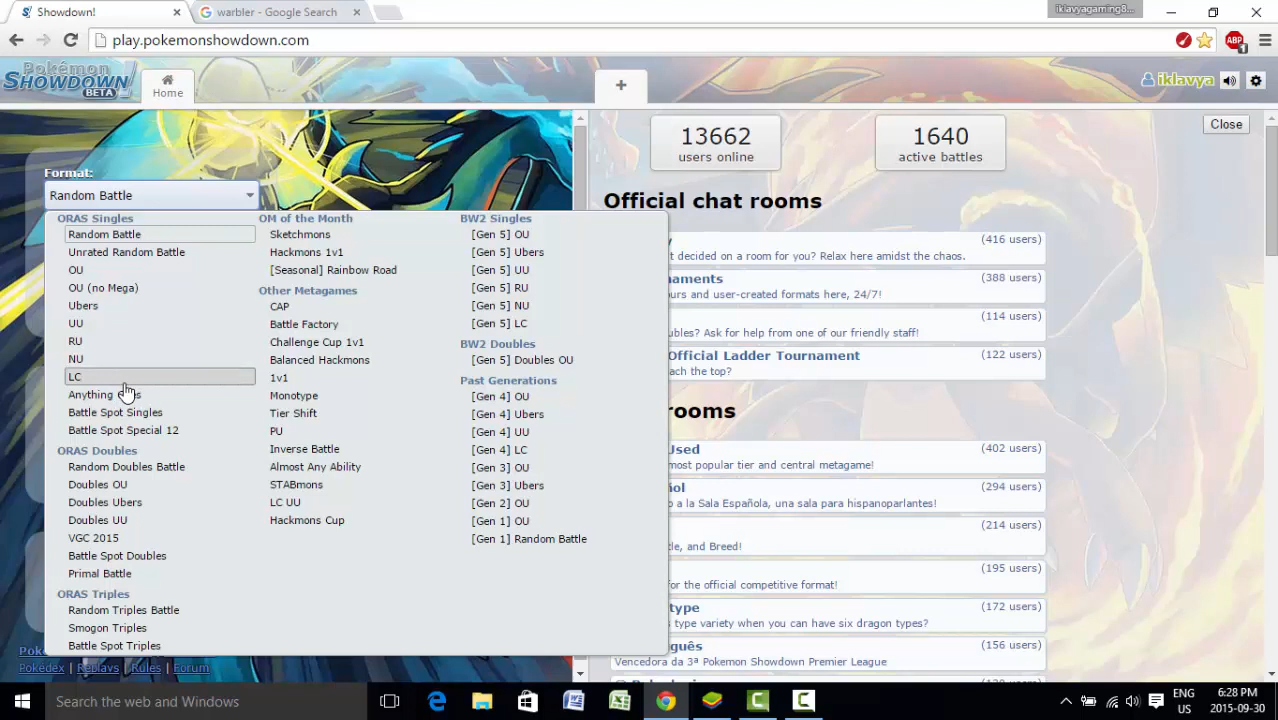 Showdown!
warbler - Google Search
iklavyagaming8...
play.pokemonshowdown.com
ABP
1
Pokémon
SHOWDOWN
BETA
Home
+
iklavya
Format:
Random Battle
ORAS Singles
Random Battle
Unrated Random Battle
OU
OU (no Mega)
Ubers
UU
RU
NU
LC
Anything
Battle Spot Singles
Battle Spot Special 12
ORAS Doubles
Random Doubles Battle
Doubles OU
Doubles Ubers
Doubles UU
VGC 2015
Battle Spot Doubles
Primal Battle
ORAS Triples
Random Triples Battle
Smogon Triples
Battle Spot Triples
OM of the Month
Sketchmons
Hackmons 1v1
[Seasonal] Rainbow Road
Other Metagames
CAP
Battle Factory
Challenge Cup 1v1
Balanced Hackmons
1v1
Monotype
Tier Shift
PU
Inverse Battle
Almost Any Ability
STABmons
LC UU
Hackmons Cup
BW2 Singles
[Gen 5] OU
[Gen 5] Ubers
[Gen 5] UU
[Gen 5] RU
[Gen 5] NU
[Gen 5] LC
BW2 Doubles
[Gen 5] Doubles OU
Past Generations
[Gen 4] OU
[Gen 4] Ubers
[Gen 4] UU
[Gen 4] LC
[Gen 3] OU
[Gen 3] Ubers
[Gen 2] OU
[Gen 1] OU
[Gen 1] Random Battle
Pokedex | Replays | Rules | Forum
13662
users online
1640
active battles
Close
Official chat rooms
(416 users)
decided on a room for you? Relax here amidst the chaos.
(388 users)
ours and user-created formats here, 24/7!
(114 users)
ubles? Ask for help from one of our friendly staff!
Official Ladder Tournament (122 users)
each the top?
rooms
Used (402 users)
most popular tier and central metagame!
(294 users)
o a la Sala Española, una sala para hispanoparlantes!
(214 users)
le, and Breed!
(195 users)
for the official competitive format!
type (172 users)
s type variety when you can have six dragon types?
guês (156 users)
Vencedora da 3ª Pokemon Showdown Premier League
Search the web and Windows
ENG
US
6:28 PM
2015-09-30